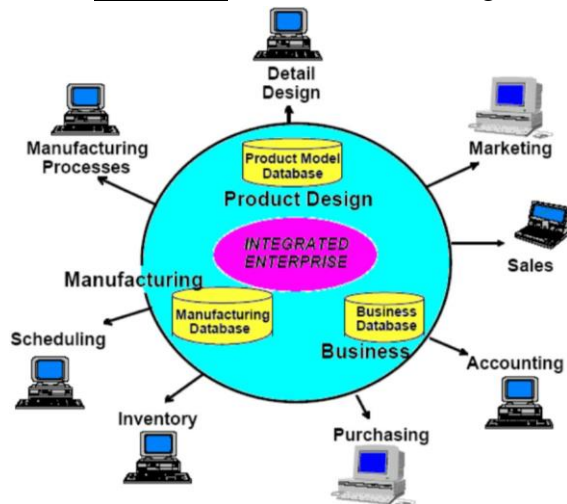 Detail
Design
Manufacturing
Processes
Marketing
Product Model
Database
Product Design
INTEGRATED
ENTERPRISE
Sales
Manufacturing
Manufacturing
Database
Business
Database
Business
Scheduling
Accounting
Inventory
Purchasing